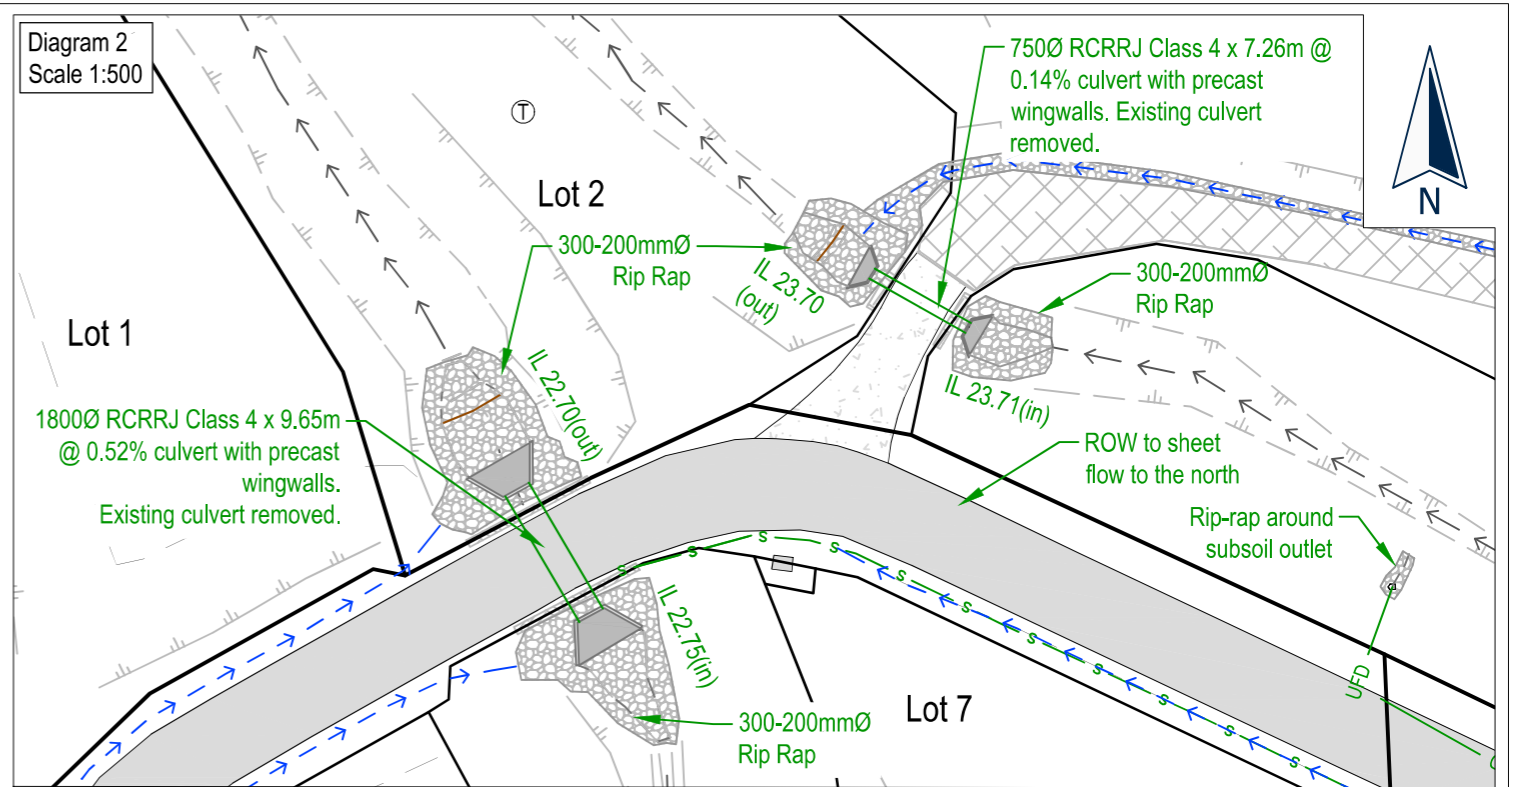 Diagram 2
Scale 1:500
T
750Ø RCRRJ Class 4 x 7.26m @
0.14% culvert with precast
wingwalls. Existing culvert
removed.
N
Lot 2
300-200mmØ
Rip Rap
IL 23.70
(out)
300-200mmØ
Rip Rap
Lot 1
IL 22.70(out)
IL 23.71(in)
1800Ø RCRRJ Class 4 x 9.65m
@ 0.52% culvert with precast
wingwalls.
Existing culvert removed.
ROW to sheet
flow to the north
Rip-rap around
subsoil outlet
s
s
s
s
s
s
s
s
s
s
s
s
IL 22.75(in)
UFD
Lot 7
300-200mmØ
Rip Rap